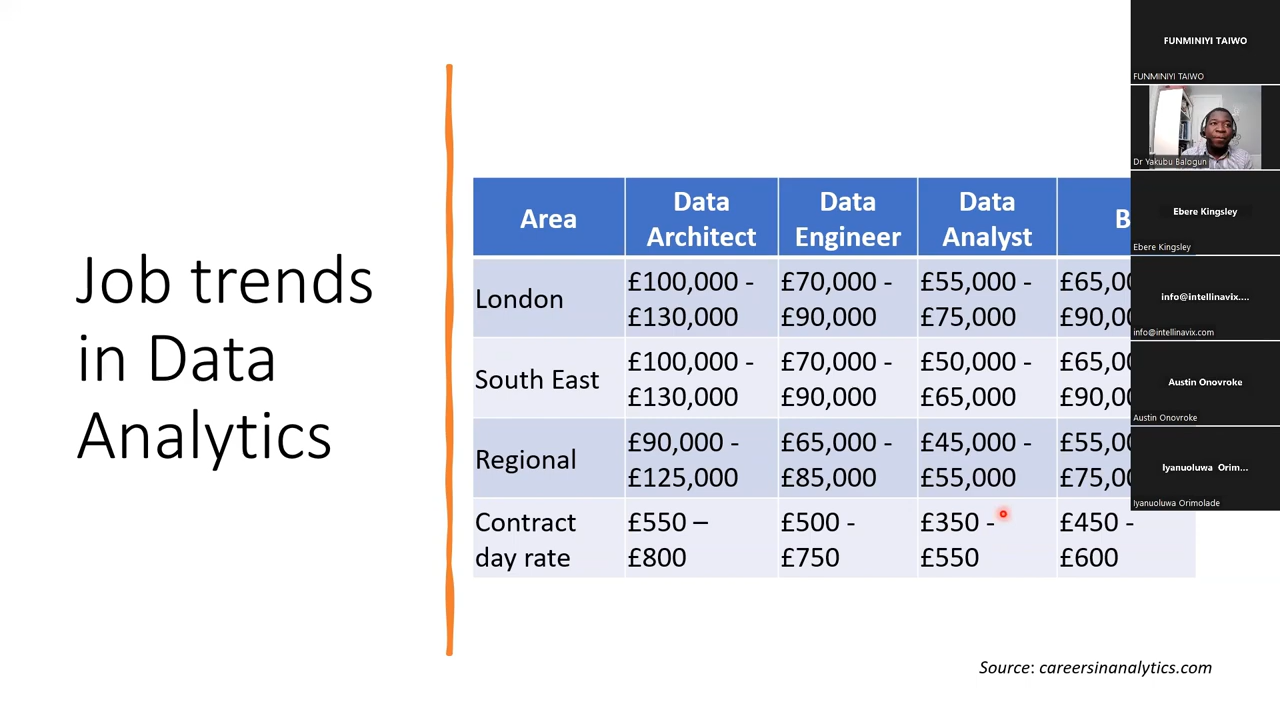 Job trends
in Data
Analytics
Area
Data
Architect
Data
Engineer
Data
Analyst
London
£100,000 -
£130,000
£70,000 -
£90,000
£55,000 -
£75,000
South East
£100,000 -
£130,000
£70,000 -
£90,000
£50,000 -
£65,000
Regional
£90,000 -
£125,000
£65,000 -
£85,000
£45,000 -
£55,000
Contract
day rate
£550 –
£800
£500 -
£750
£350 -
£550
£450 -
£600
Source: careersinanalytics.com
FUNMINIYI TAIWO
FUNMINIYI TAIWO
Dr Yakubu Balogun
Ebere Kingsley
Ebere Kingsley
info@intellinavix....
info@intellinavix.com
Austin Onovroke
Austin Onovroke
Iyanuoluwa Orim...
Iyanuoluwa Orimolade